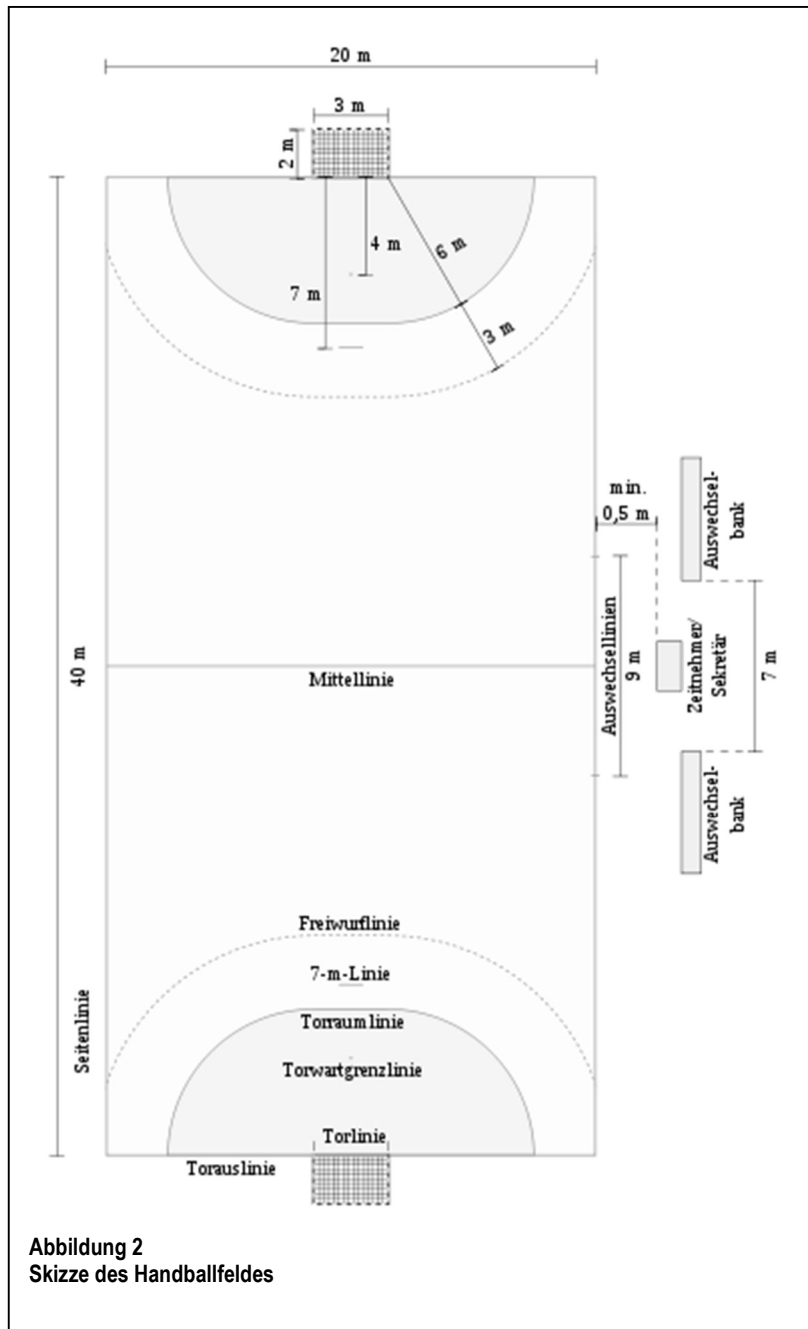 20 m
3 m
2 m
4 m
6 m
7 m
3 m
min.
0,5 m
Auswechsel-
bank
Auswechsellinien
9 m
Zeitnehmer/
Sekretär
7 m
40 m
Mittellinie
Auswechsel-
bank
Freiwurflinie
7-m-Linie
Seitenlinie
Torraumlinie
Torwartgrenzlinie
Torlinie
Torauslinie
Abbildung 2
Skizze des Handballfeldes